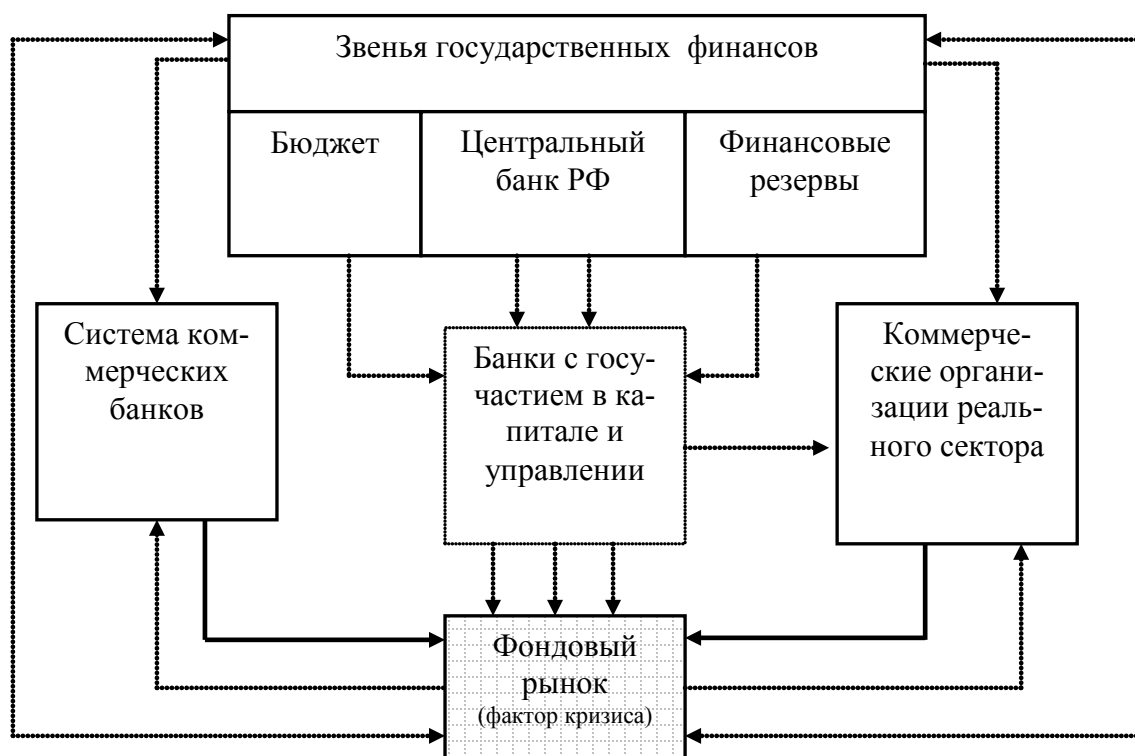 Звенья государственных финансов
Бюджет
Центральный
банк РФ
Финансовые
резервы
Система ком-
мерческих
банков
Банки с госу-
частием в ка-
питале и
управлении
Коммерче-
ские органи-
зации реаль-
ного сектора
Фондовый
рынок
(фактор кризиса)